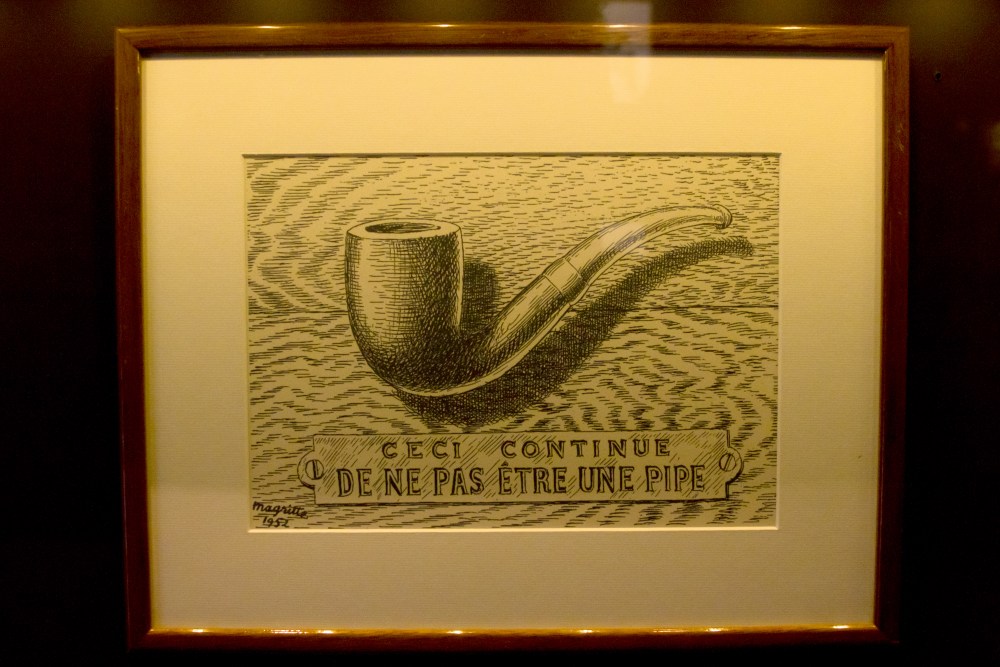 CECI CONTINUE
DE NE PAS ÊTRE UNE PIPE
magritte
1952